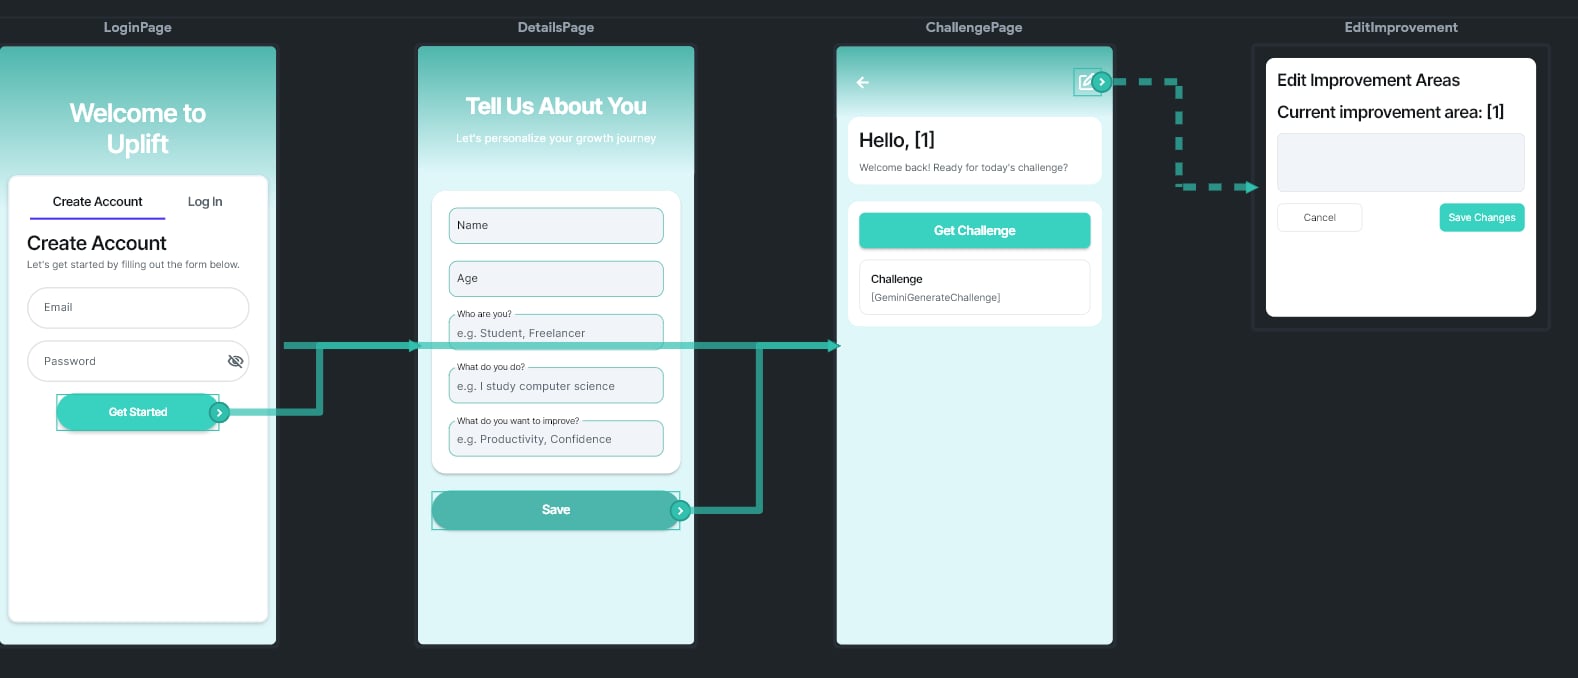 LoginPage
Welcome to
Uplift
Create Account
Log In
Create Account
Let's get started by filling out the form below.
Email
Password
Get Started
DetailsPage
Tell Us About You
Let's personalize your growth journey
Name
Age
Who are you?
e.g. Student, Freelancer
What do you do?
e.g. I study computer science
What do you want to improve?
e.g. Productivity, Confidence
Save
ChallengePage
Hello, [1]
Welcome back! Ready for today's challenge?
Get Challenge
Challenge
[GeminiGenerateChallenge]
EditImprovement
Edit Improvement Areas
Current improvement area: [1]
Cancel
Save Changes